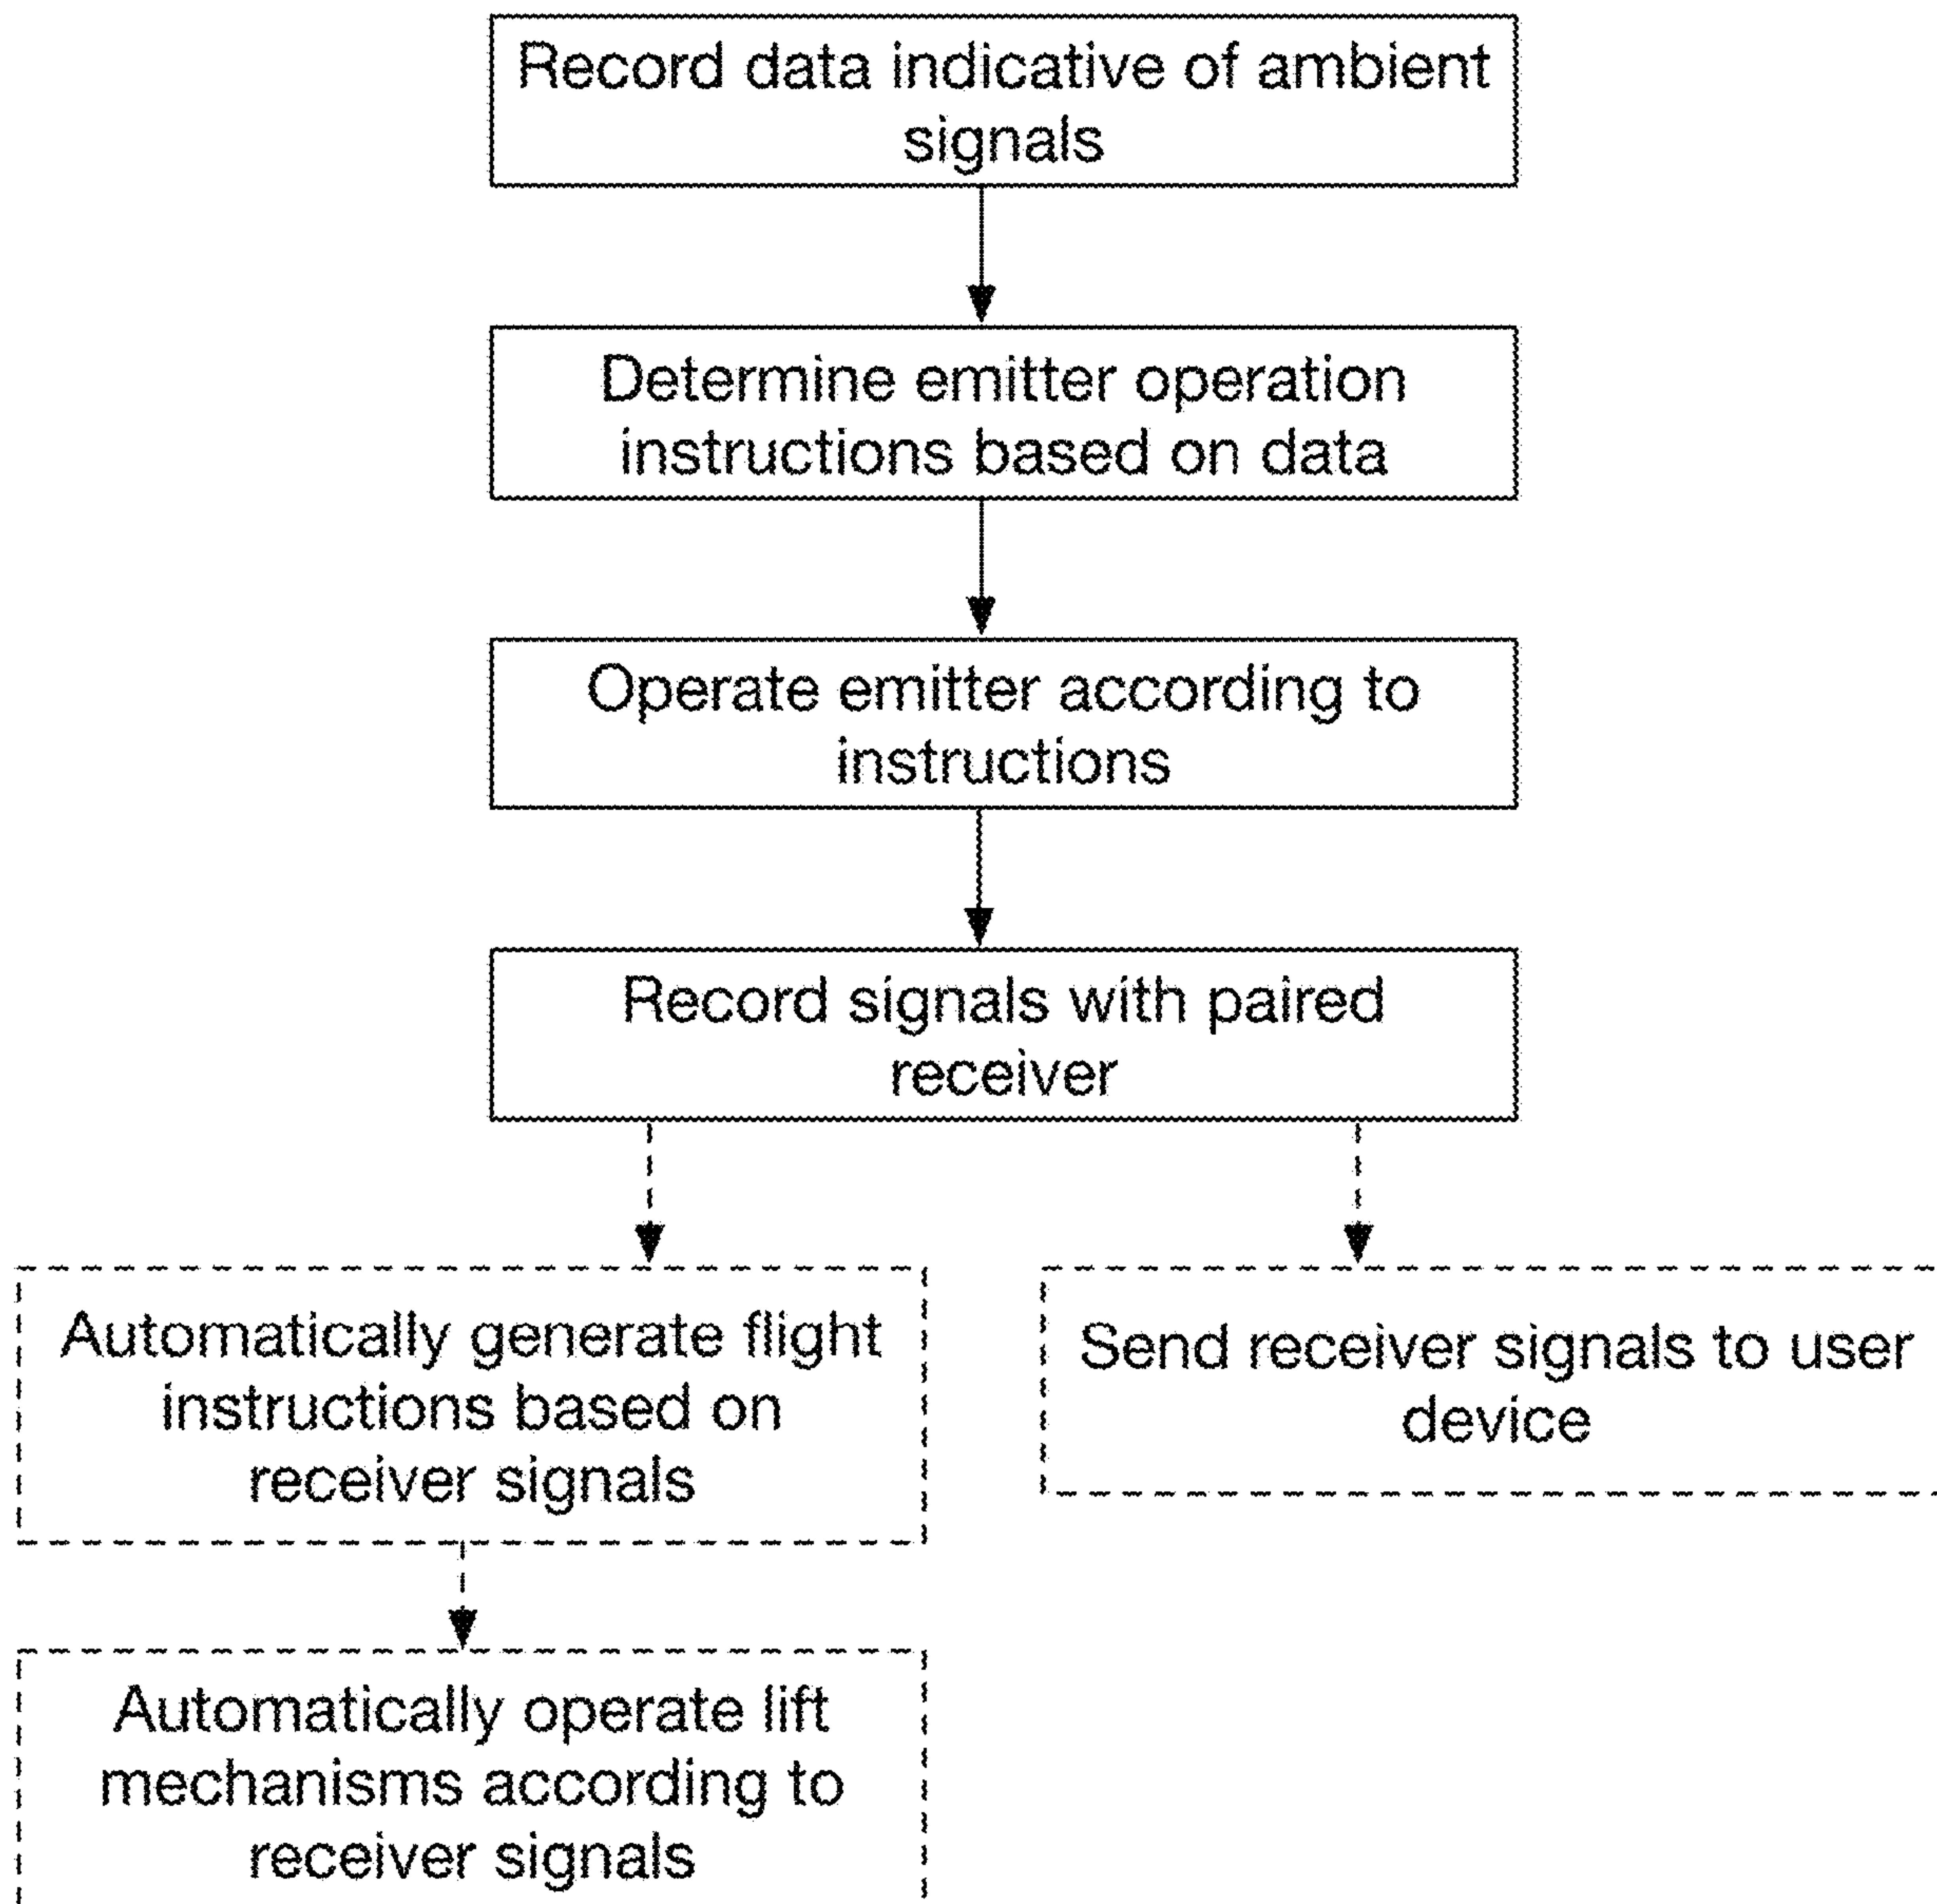 Record data indicative of ambient
signals
Determine emitter operation
instructions based on data
Operate emitter according to
instructions
Record signals with paired
receiver
Automatically generate flight
instructions based on
receiver signals
Send receiver signals to user
device
Automatically operate lift
mechanisms according to
receiver signals